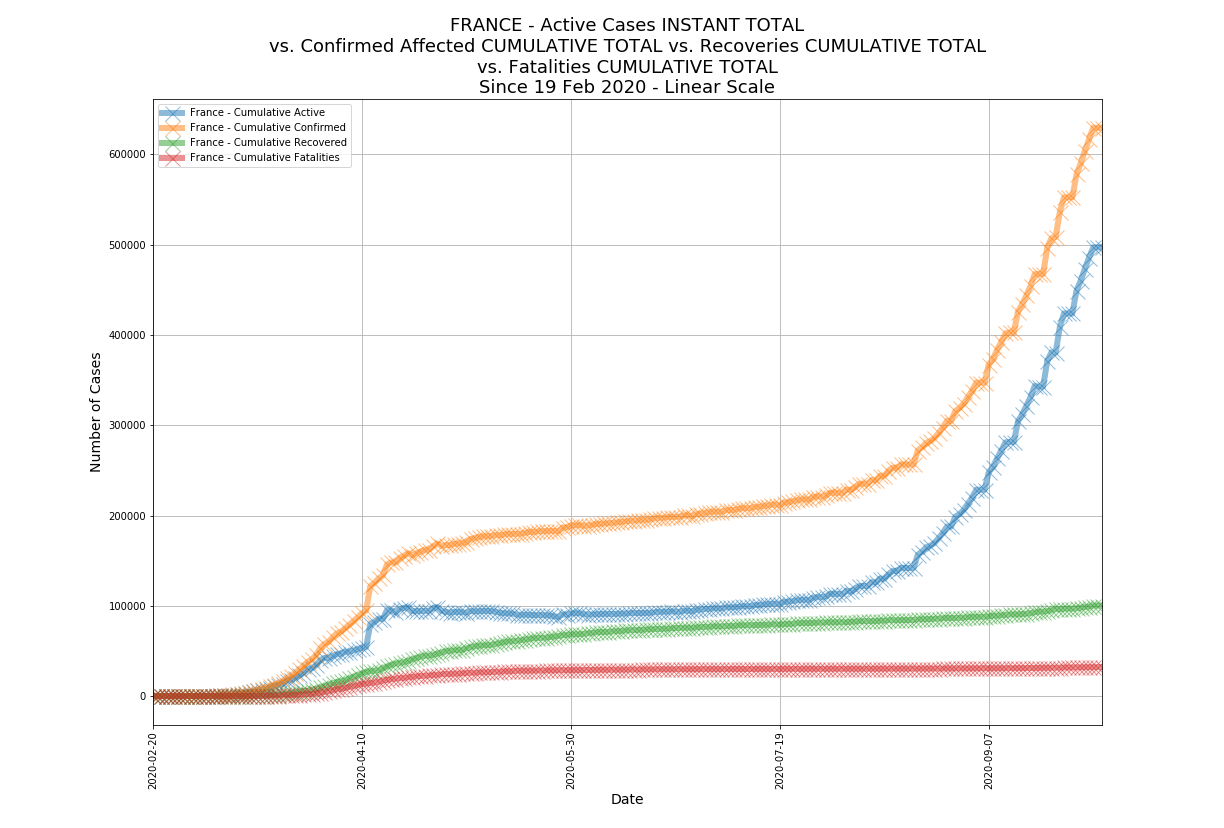 FRANCE - Active Cases INSTANT TOTAL
vs. Confirmed Affected CUMULATIVE TOTAL vs. Recoveries CUMULATIVE TOTAL
vs. Fatalities CUMULATIVE TOTAL
Since 19 Feb 2020 - Linear Scale
France - Cumulative Active
France - Cumulative Confirmed
France - Cumulative Recovered
France - Cumulative Fatalities
600000
500000
400000
300000
200000
100000
0
Number of Cases
2020-02-20
2020-04-10
2020-05-30
2020-07-19
2020-09-07
Date